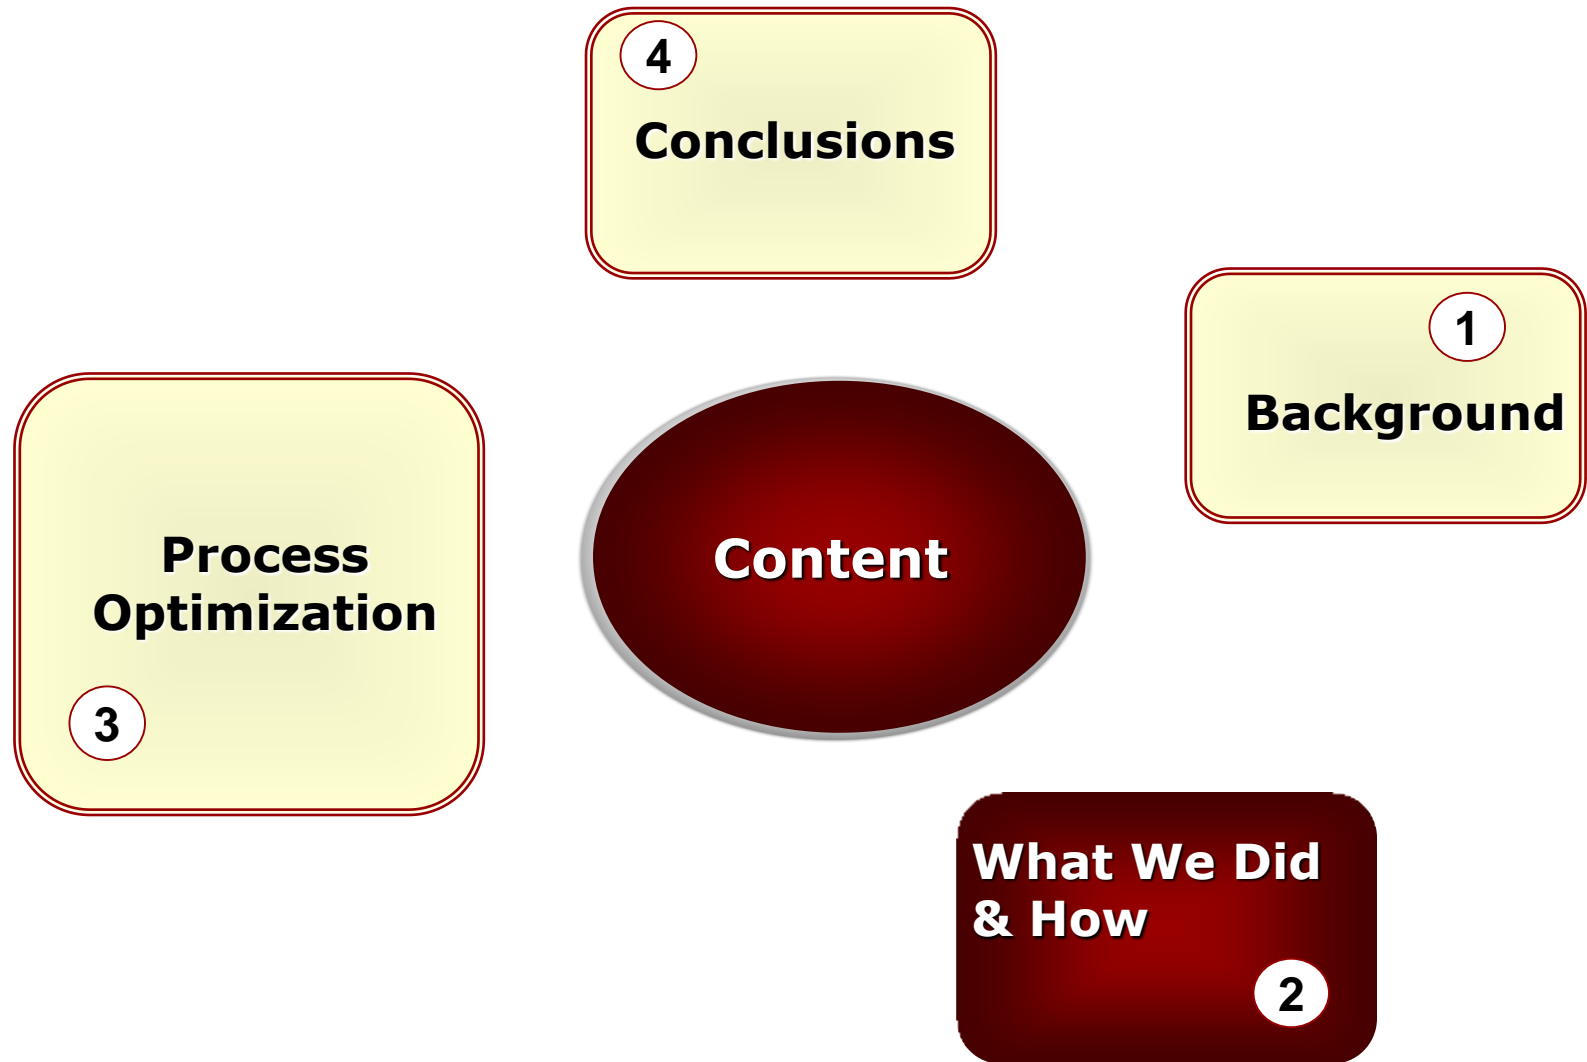 4
Conclusions
1
Background
Content
Process
Optimization
3
What We Did
& How
2